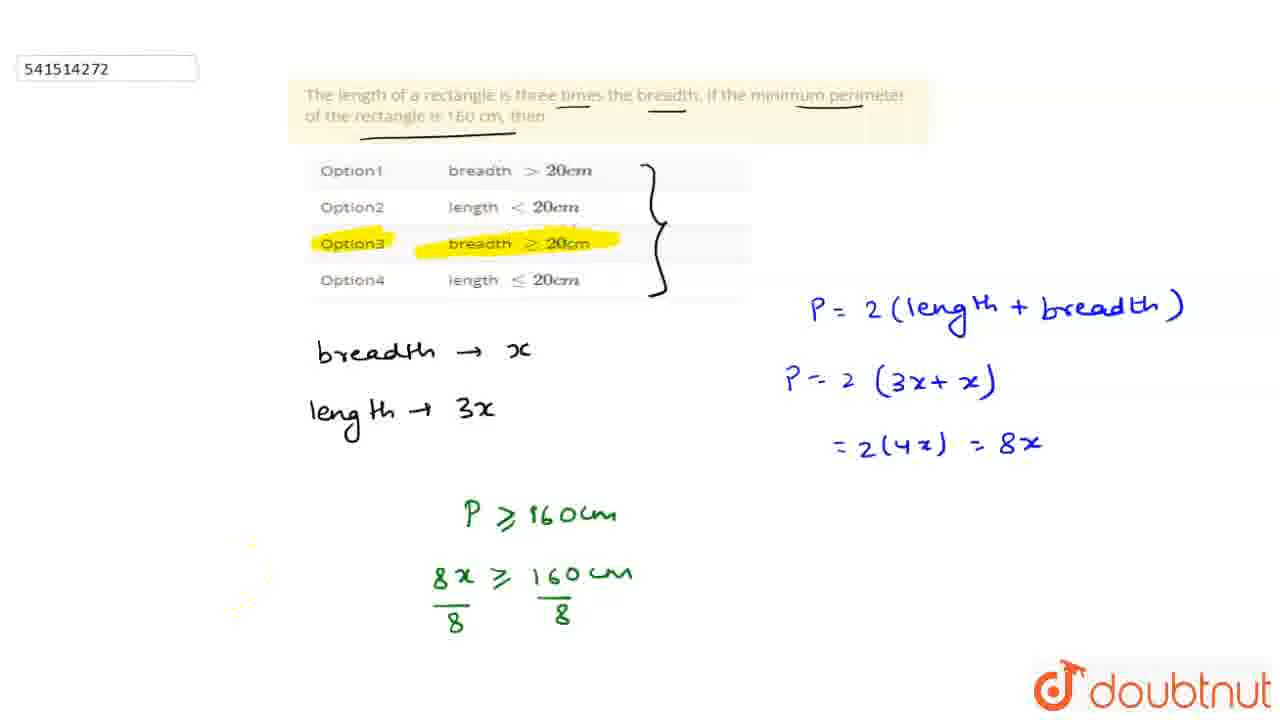 541514272
The length of a rectangle is three times the breadth, if the minimum perimeter
of the rectangle is 160 cm, then
Option1 breadth > 20cm
Option2 length < 20cm
Option3 breadth ≥ 20cm
Option4 length ≤ 20cm
breadth → x
length → 3x
P = 2 (length + breadth)
P = 2 (3x + x)
= 2(4x) = 8x
P ≥ 160 cm
8x ≥ 160 cm
8 8
doubtnut